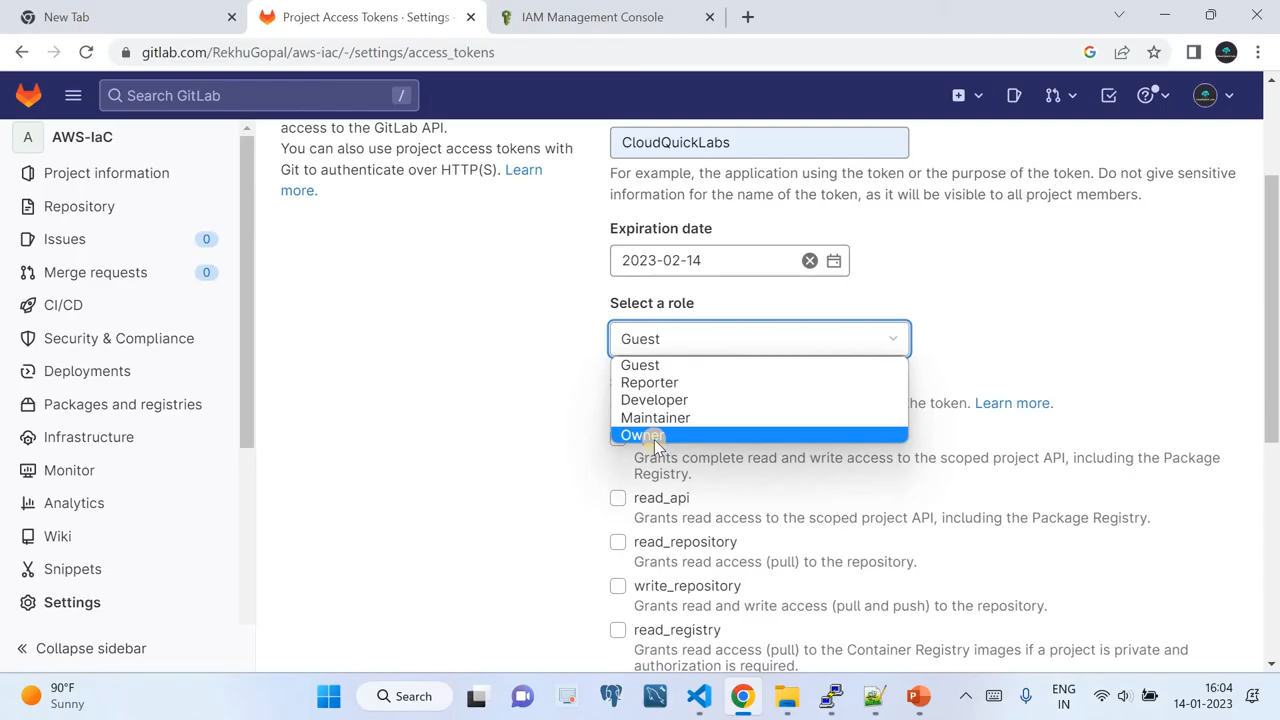 New Tab
Project Access Tokens · Settings
IAM Management Console
gitlab.com/RekhuGopal/aws-iac/-/settings/access_tokens
Search GitLab
/
A
AWS-IaC
Project information
Repository
Issues
0
Merge requests
0
CI/CD
Security & Compliance
Deployments
Packages and registries
Infrastructure
Monitor
Analytics
Wiki
Snippets
Settings
Collapse sidebar
access to the GitLab API.
You can also use project access tokens with
Git to authenticate over HTTP(S). Learn
more.
CloudQuickLabs
For example, the application using the token or the purpose of the token. Do not give sensitive
information for the name of the token, as it will be visible to all project members.
Expiration date
2023-02-14
Select a role
Guest
Guest
Reporter
Developer
Maintainer
Owner
he token. Learn more.
Grants complete read and write access to the scoped project API, including the Package
Registry.
read_api
Grants read access to the scoped project API, including the Package Registry.
read_repository
Grants read access (pull) to the repository.
write_repository
Grants read and write access (pull and push) to the repository.
read_registry
Grants read access (pull) to the Container Registry images if a project is private and
authorization is required.
90°F
Sunny
Search
ENG
IN
16:04
14-01-2023